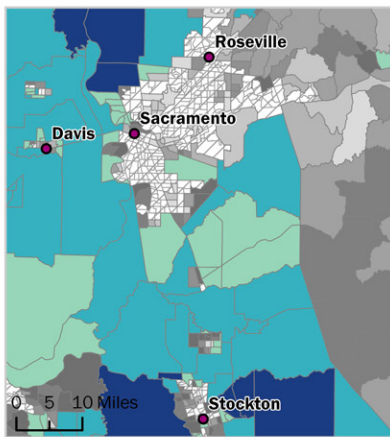 Roseville
Sacramento
Davis
0 5 10 Miles
Stockton